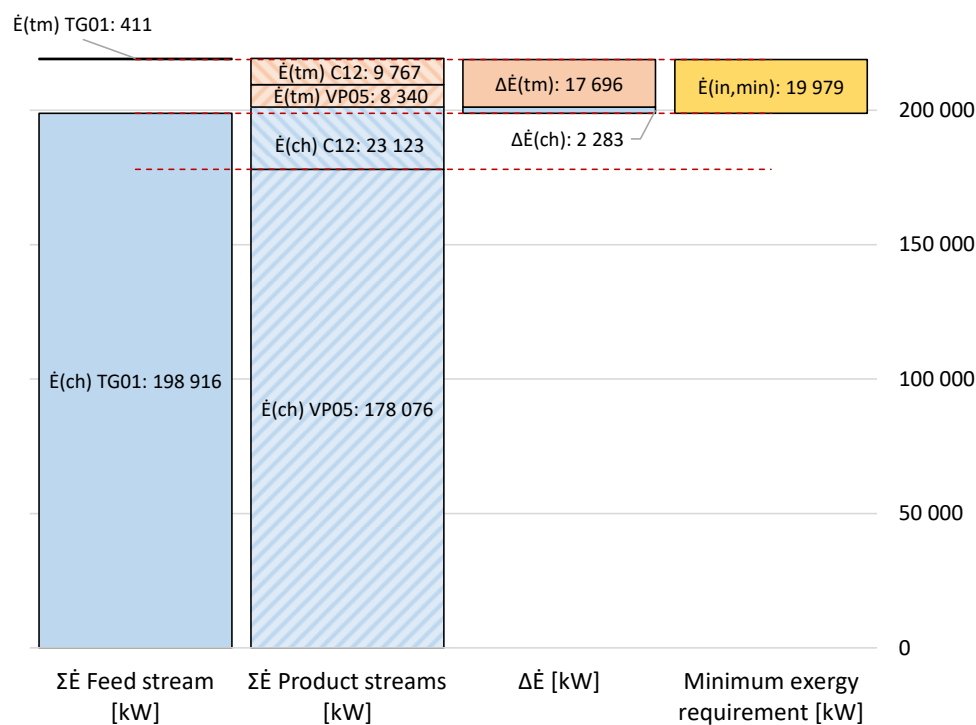 Ė(tm) TG01: 411
Ė(tm) C12: 9 767
Ė(tm) VP05: 8 340
ΔĖ(tm): 17 696
Ė(in,min): 19 979
200 000
Ė(ch) C12: 23 123
ΔĖ(ch): 2 283
150 000
Ė(ch) TG01: 198 916
100 000
Ė(ch) VP05: 178 076
50 000
0
ΣĖ Feed stream
[kW]
ΣĖ Product streams
[kW]
ΔĖ [kW]
Minimum exergy
requirement [kW]